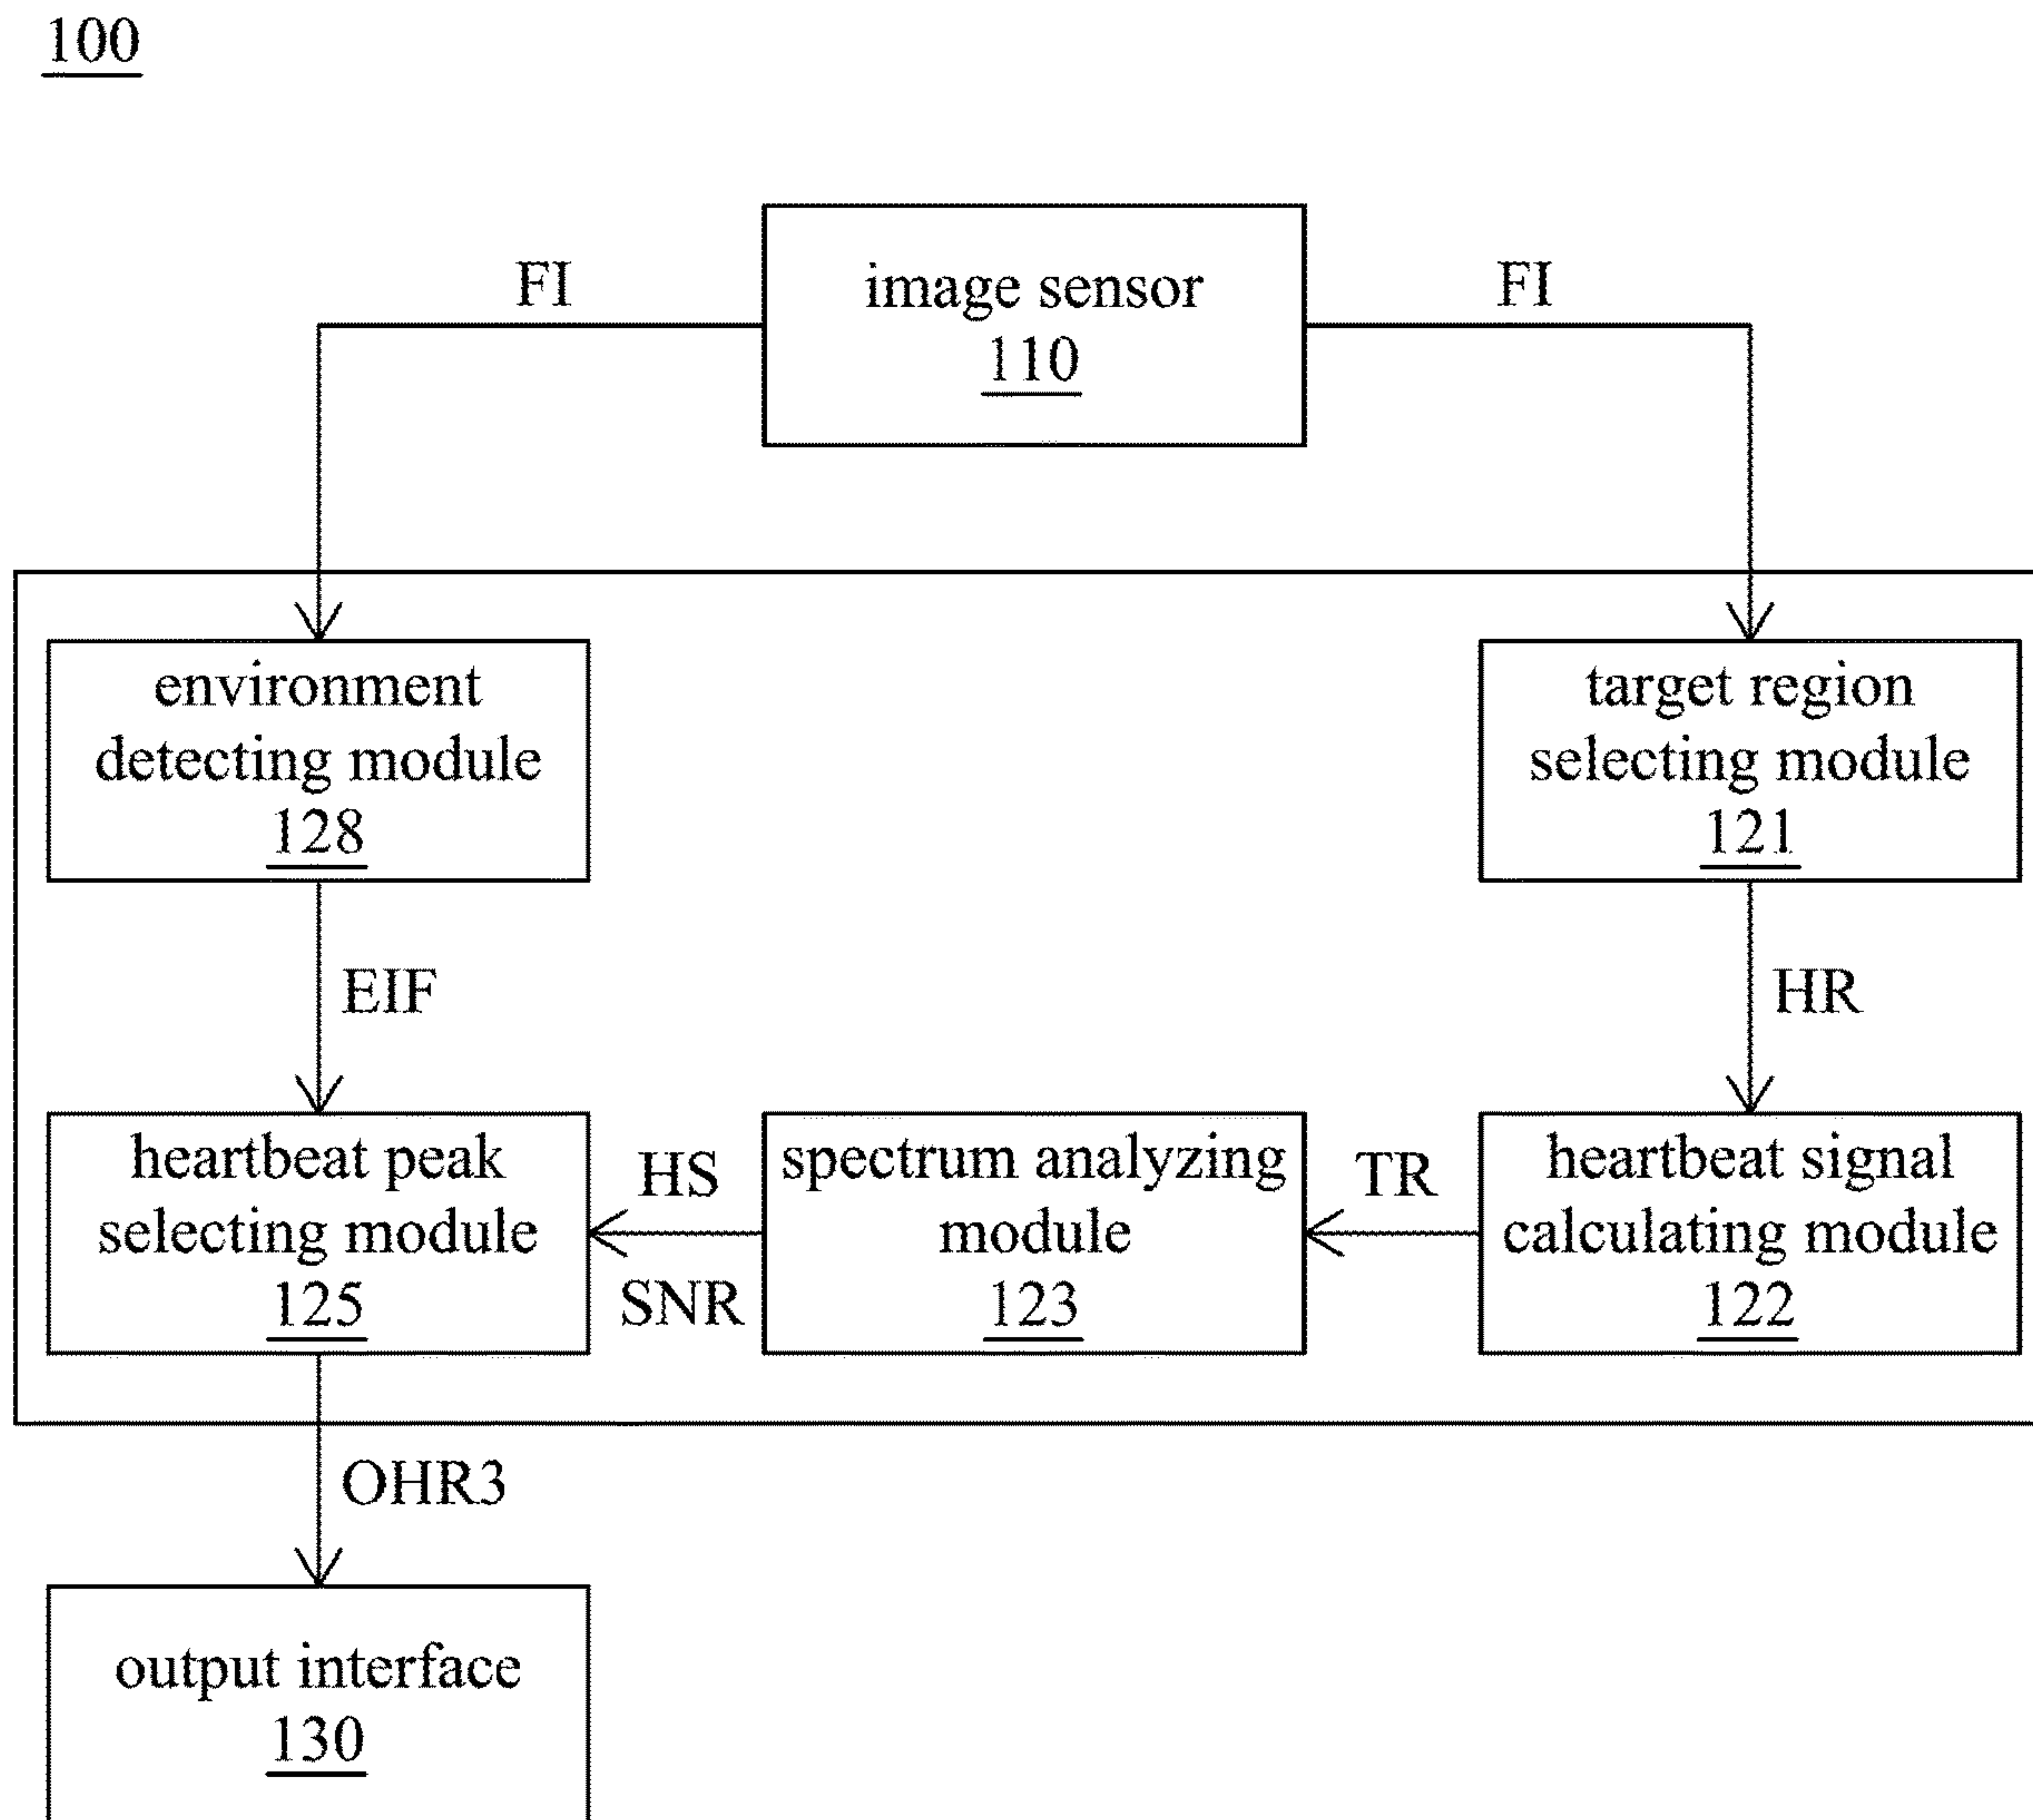 100
FI
image sensor
110
FI
environment
detecting module
128
target region
selecting module
121
EIF
HR
heartbeat peak
selecting module
125
HS
SNR
spectrum analyzing
module
123
TR
heartbeat signal
calculating module
122
OHR3
output interface
130